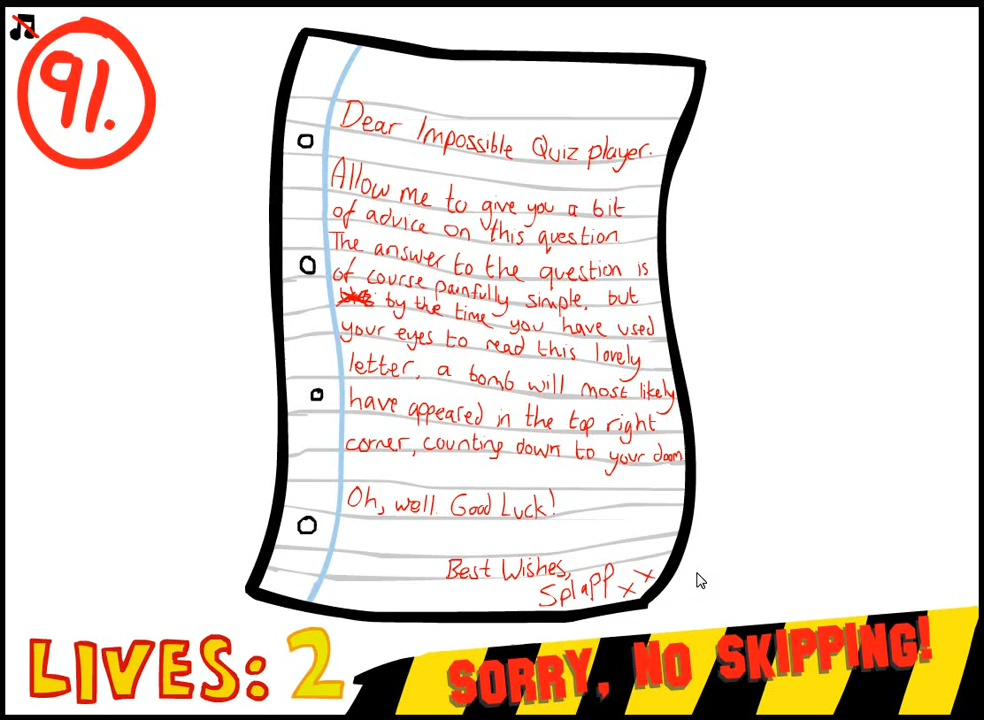 91.
Dear Impossible Quiz player.
Allow me to give you a bit
of advice on this question.
The answer to the question is
of course painfully simple, but
by the time you have used
your eyes to read this lovely
letter, a bomb will most likely
have appeared in the top right
corner, counting down to your doom.
Oh, well. Good Luck!
Best Wishes,
Splapp x x
LIVES: 2
SORRY, NO SKIPPING!